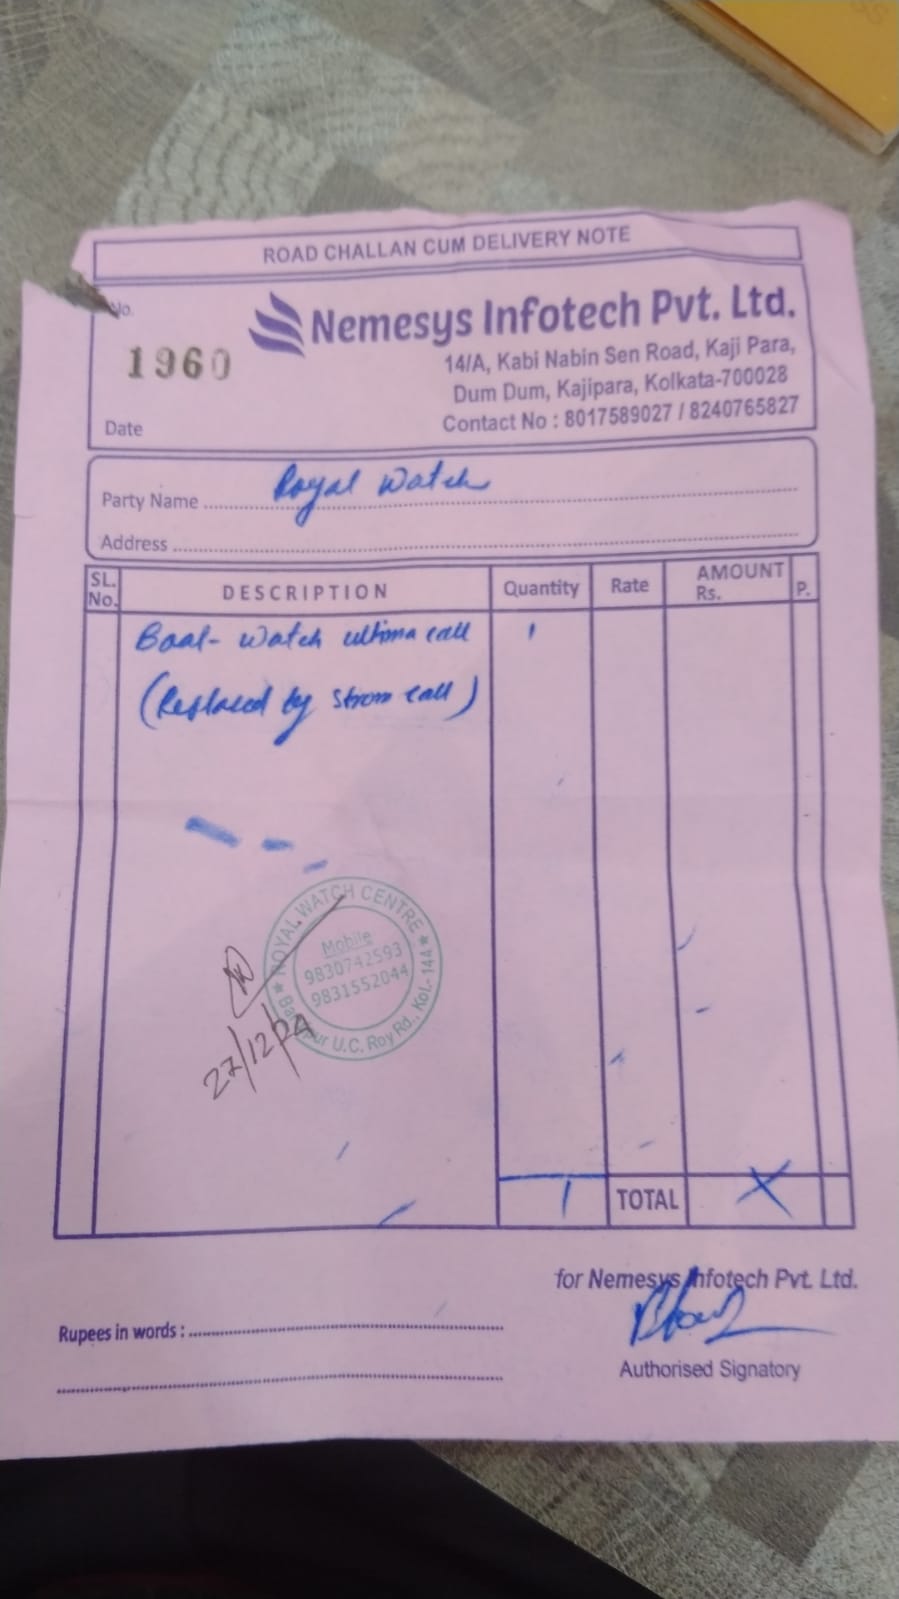 ROAD CHALLAN CUM DELIVERY NOTE
No.
1960
Nemesys Infotech Pvt. Ltd.
14/A, Kabi Nabin Sen Road, Kaji Para,
Dum Dum, Kajipara, Kolkata-700028
Contact No : 8017589027 / 8240765827
Date
Party Name Royal Watch
Address
SL. No. DESCRIPTION Quantity Rate AMOUNT Rs. P.
Boat- Watch ultima call 1
(Replaced by Strom call)
ROYAL WATCH CENTRE
Mobile
9830742593
9831552044
U.C. Roy Rd., Kol.- 144
27/12/24
1 TOTAL X
for Nemesys Infotech Pvt. Ltd.
Rupees in words :
Authorised Signatory